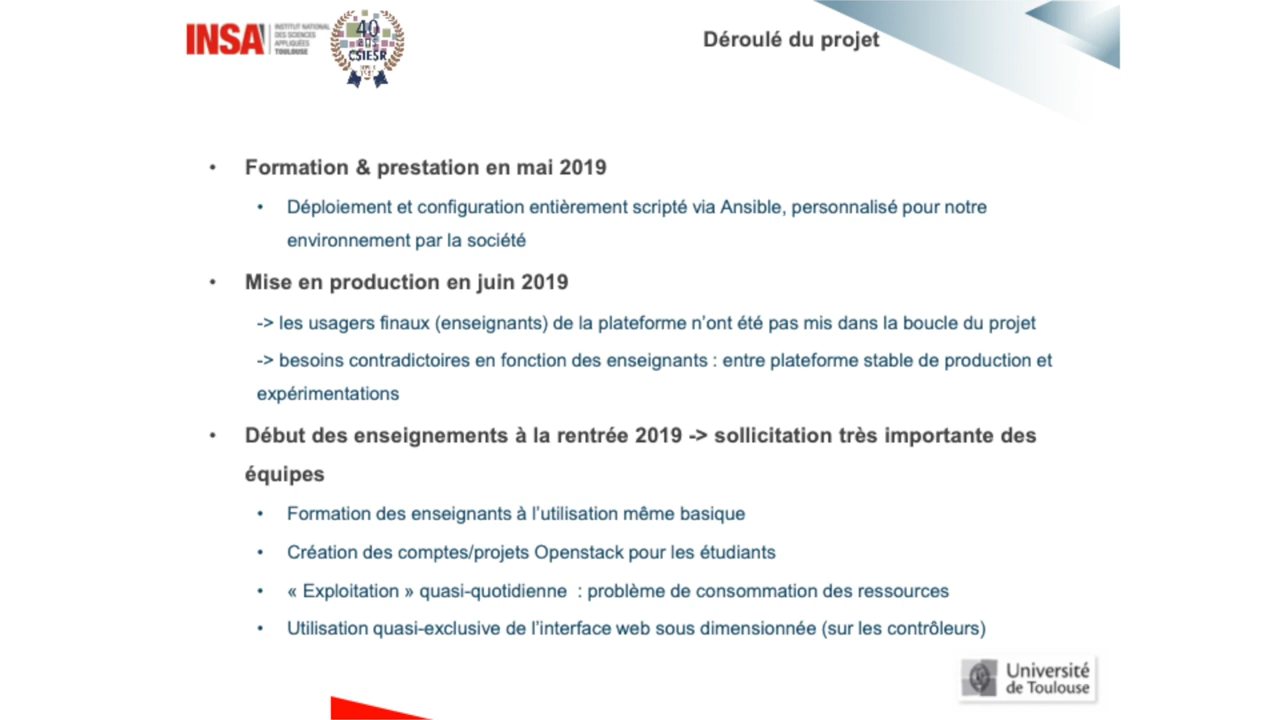 INSA
INSTITUT NATIONAL
DES SCIENCES
APPLIQUÉES
TOULOUSE
40
ans
CSIESR
Déroulé du projet
• Formation & prestation en mai 2019
• Déploiement et configuration entièrement scripté via Ansible, personnalisé pour notre
environnement par la société
• Mise en production en juin 2019
-> les usagers finaux (enseignants) de la plateforme n’ont été pas mis dans la boucle du projet
-> besoins contradictoires en fonction des enseignants : entre plateforme stable de production et
expérimentations
• Début des enseignements à la rentrée 2019 -> sollicitation très importante des
équipes
• Formation des enseignants à l’utilisation même basique
• Création des comptes/projets Openstack pour les étudiants
• « Exploitation » quasi-quotidienne  : problème de consommation des ressources
• Utilisation quasi-exclusive de l’interface web sous dimensionnée (sur les contrôleurs)
Université
de Toulouse